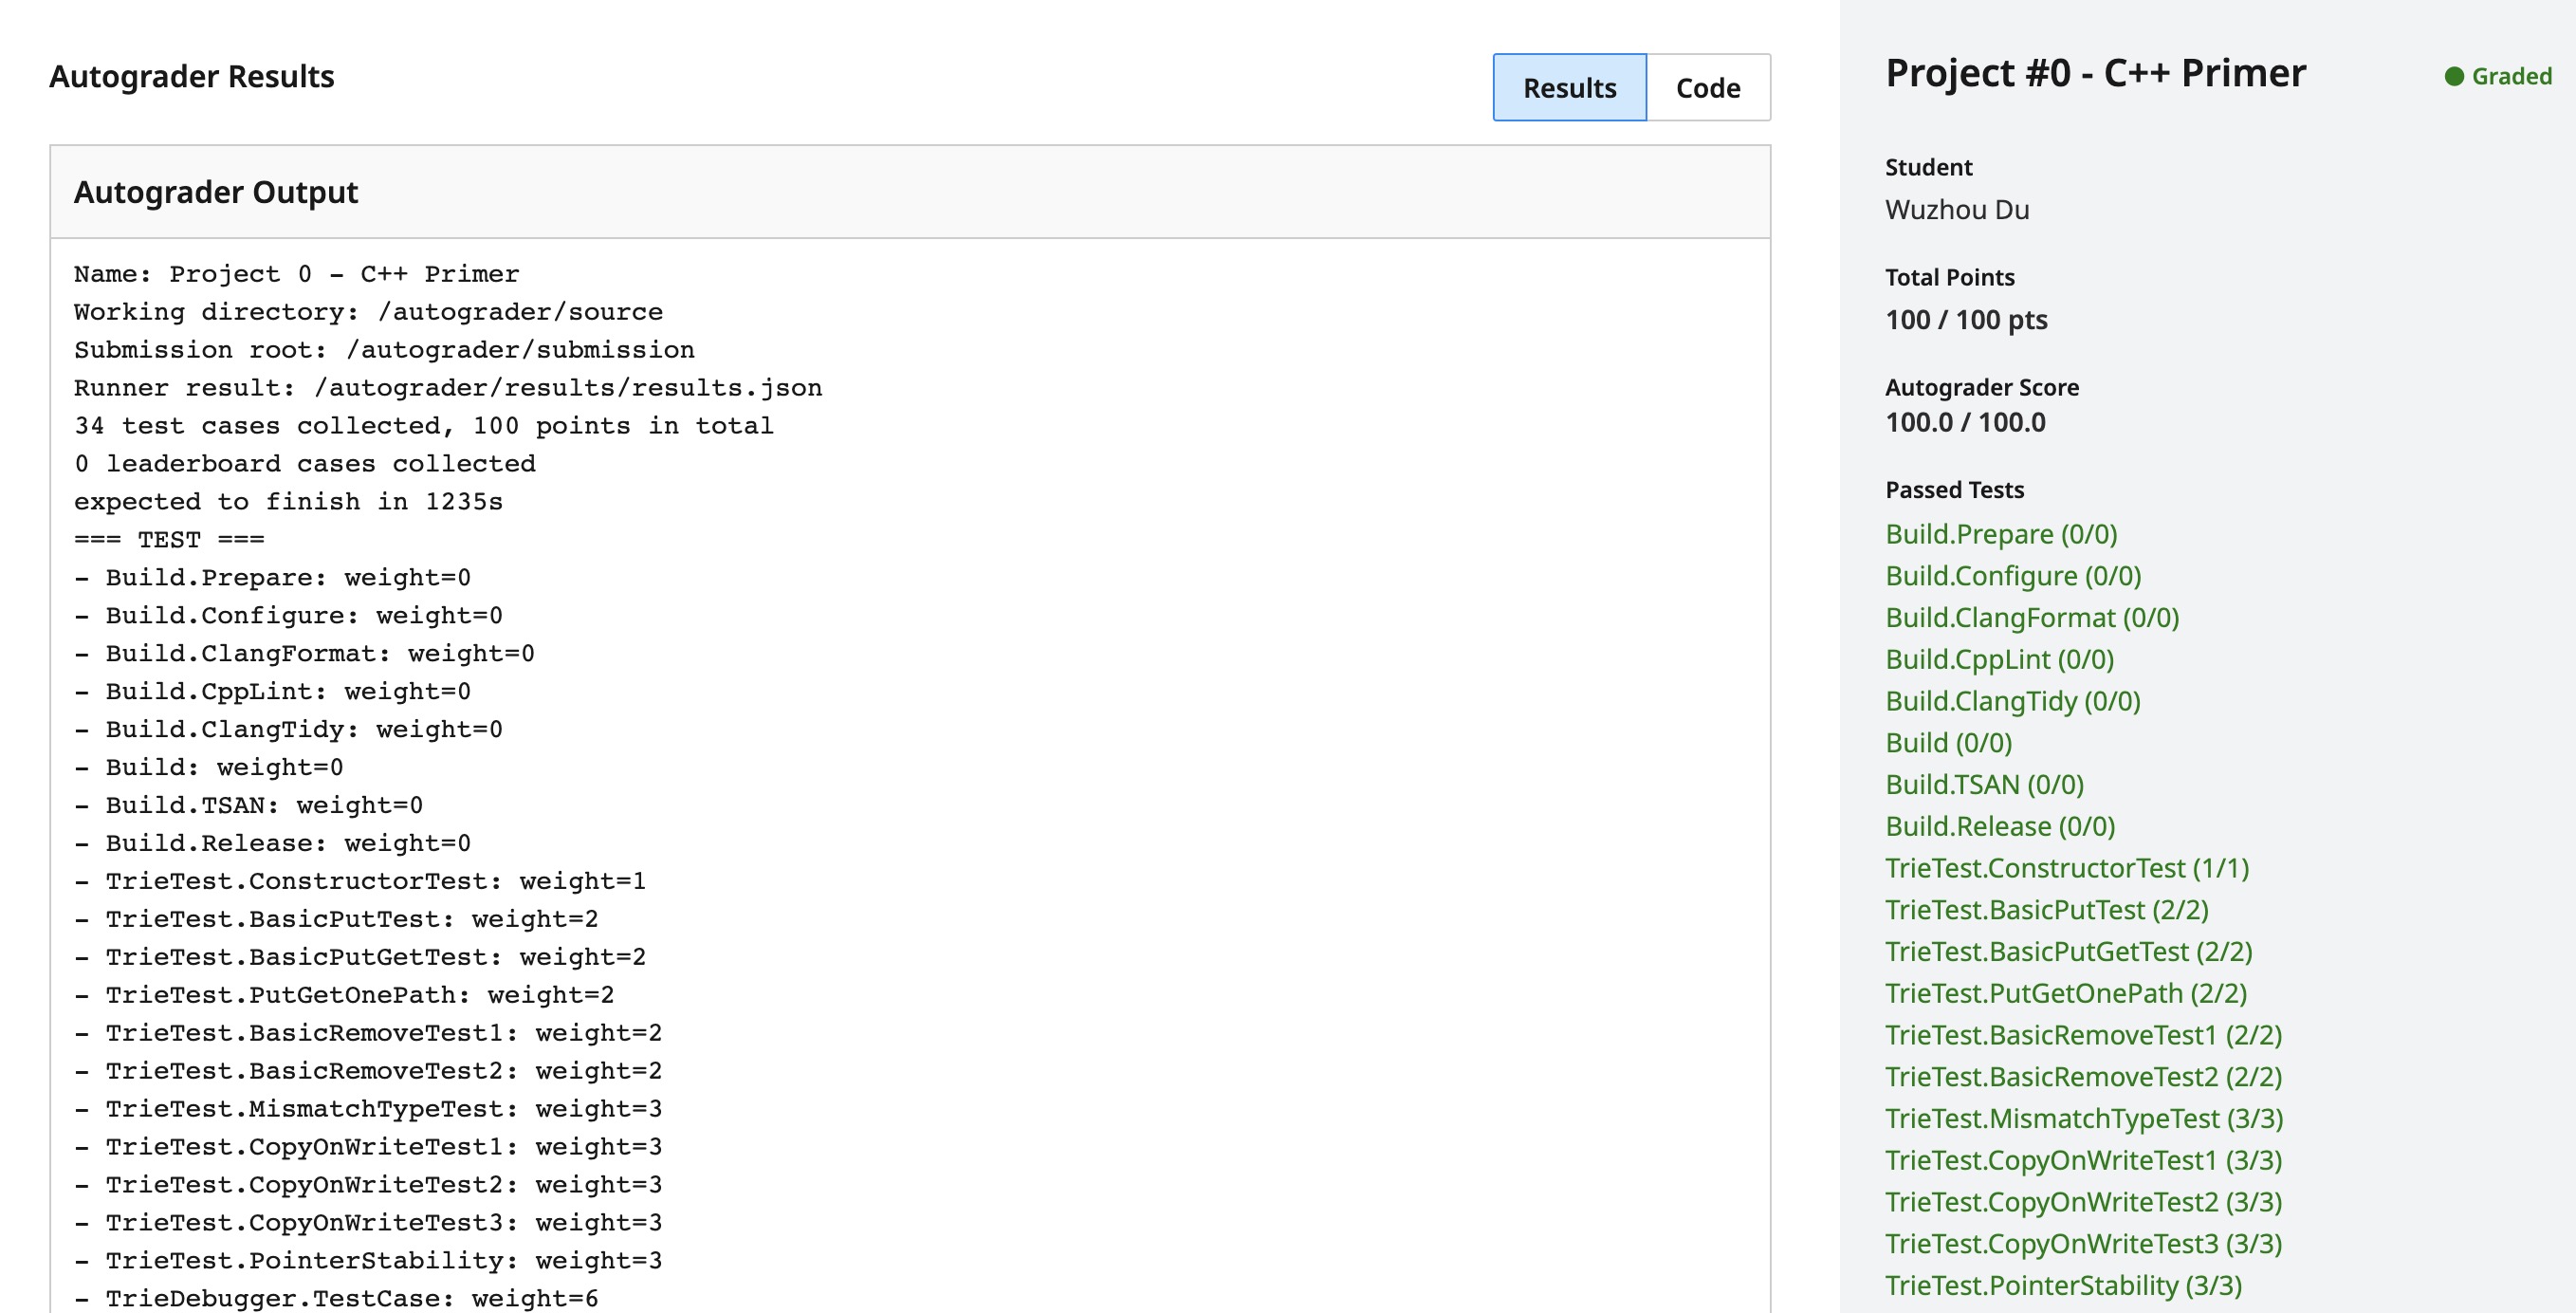 Autograder Results
Results
Code
Autograder Output
Name: Project 0 - C++ Primer
Working directory: /autograder/source
Submission root: /autograder/submission
Runner result: /autograder/results/results.json
34 test cases collected, 100 points in total
0 leaderboard cases collected
expected to finish in 1235s
=== TEST ===
- Build.Prepare: weight=0
- Build.Configure: weight=0
- Build.ClangFormat: weight=0
- Build.CppLint: weight=0
- Build.ClangTidy: weight=0
- Build: weight=0
- Build.TSAN: weight=0
- Build.Release: weight=0
- TrieTest.ConstructorTest: weight=1
- TrieTest.BasicPutTest: weight=2
- TrieTest.BasicPutGetTest: weight=2
- TrieTest.PutGetOnePath: weight=2
- TrieTest.BasicRemoveTest1: weight=2
- TrieTest.BasicRemoveTest2: weight=2
- TrieTest.MismatchTypeTest: weight=3
- TrieTest.CopyOnWriteTest1: weight=3
- TrieTest.CopyOnWriteTest2: weight=3
- TrieTest.CopyOnWriteTest3: weight=3
- TrieTest.PointerStability: weight=3
- TrieDebugger.TestCase: weight=6
Project #0 - C++ Primer
Graded
Student
Wuzhou Du
Total Points
100 / 100 pts
Autograder Score
100.0 / 100.0
Passed Tests
Build.Prepare (0/0)
Build.Configure (0/0)
Build.ClangFormat (0/0)
Build.CppLint (0/0)
Build.ClangTidy (0/0)
Build (0/0)
Build.TSAN (0/0)
Build.Release (0/0)
TrieTest.ConstructorTest (1/1)
TrieTest.BasicPutTest (2/2)
TrieTest.BasicPutGetTest (2/2)
TrieTest.PutGetOnePath (2/2)
TrieTest.BasicRemoveTest1 (2/2)
TrieTest.BasicRemoveTest2 (2/2)
TrieTest.MismatchTypeTest (3/3)
TrieTest.CopyOnWriteTest1 (3/3)
TrieTest.CopyOnWriteTest2 (3/3)
TrieTest.CopyOnWriteTest3 (3/3)
TrieTest.PointerStability (3/3)